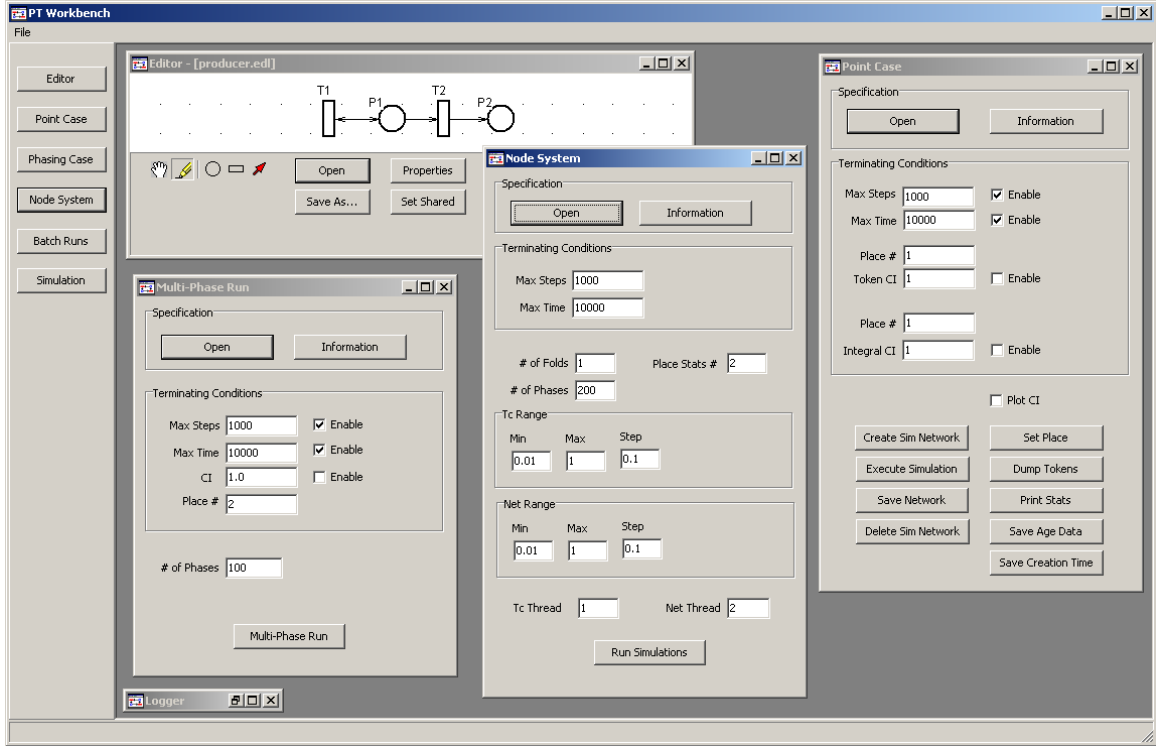 PT Workbench
File
Editor
Point Case
Phasing Case
Node System
Batch Runs
Simulation
Editor - [producer.edl]
T1
P1
T2
P2
Open
Properties
Save As...
Set Shared
Multi-Phase Run
Specification
Open
Information
Terminating Conditions
Max Steps 1000 Enable
Max Time 10000 Enable
CI 1.0 Enable
Place # 2
# of Phases 100
Multi-Phase Run
Logger
Node System
Specification
Open
Information
Terminating Conditions
Max Steps 1000
Max Time 10000
# of Folds 1 Place Stats # 2
# of Phases 200
Tc Range
Min Max Step
0.01 1 0.1
Net Range
Min Max Step
0.01 1 0.1
Tc Thread 1 Net Thread 2
Run Simulations
Point Case
Specification
Open
Information
Terminating Conditions
Max Steps 1000 Enable
Max Time 10000 Enable
Place # 1
Token CI 1 Enable
Place # 1
Integral CI 1 Enable
Plot CI
Create Sim Network
Set Place
Execute Simulation
Dump Tokens
Save Network
Print Stats
Delete Sim Network
Save Age Data
Save Creation Time